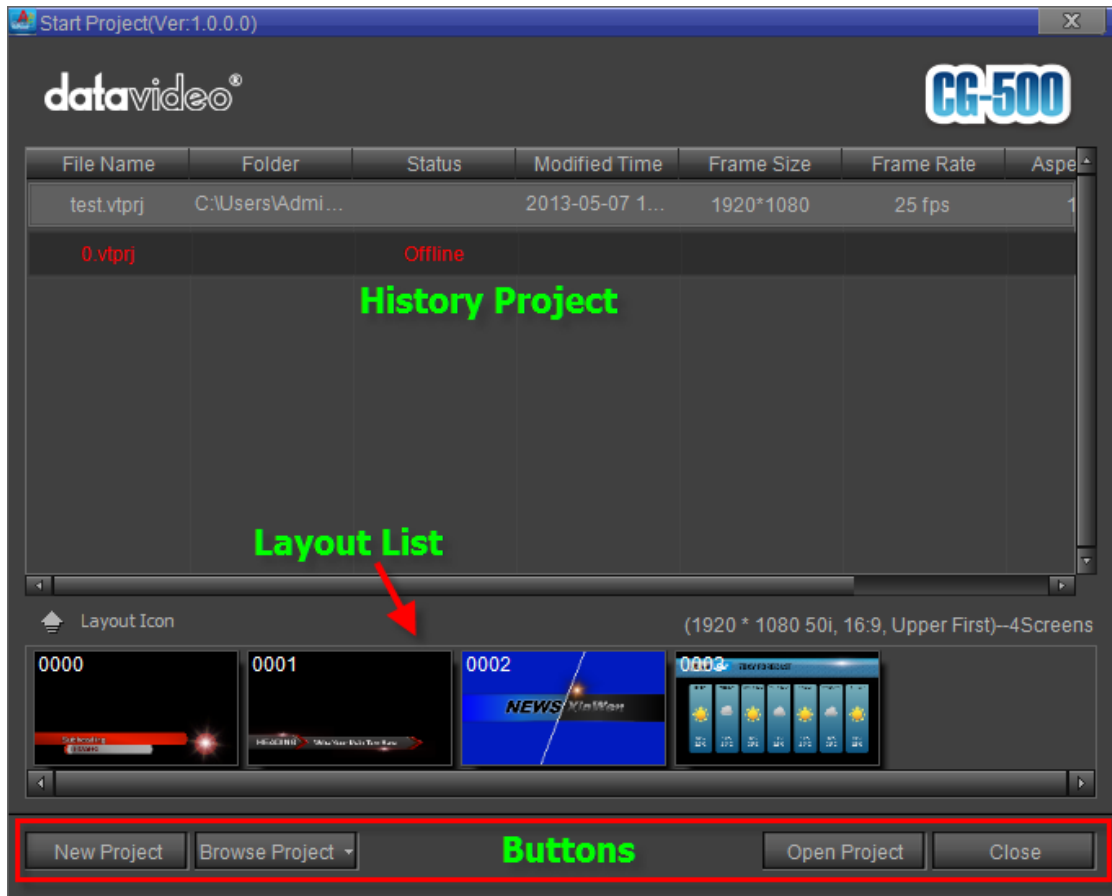 Start Project(Ver:1.0.0.0)
datavideo®
CG-500
File Name Folder Status Modified Time Frame Size Frame Rate Aspe
test.vtprj C:\Users\Admi... 2013-05-07 1... 1920*1080 25 fps 1
0.vtprj Offline
History Project
Layout List
Layout Icon (1920 * 1080 50i, 16:9, Upper First)--4Screens
0000 0001 0002 0003
NEWS XinWen
HEADING
Buttons
New Project Browse Project Open Project Close